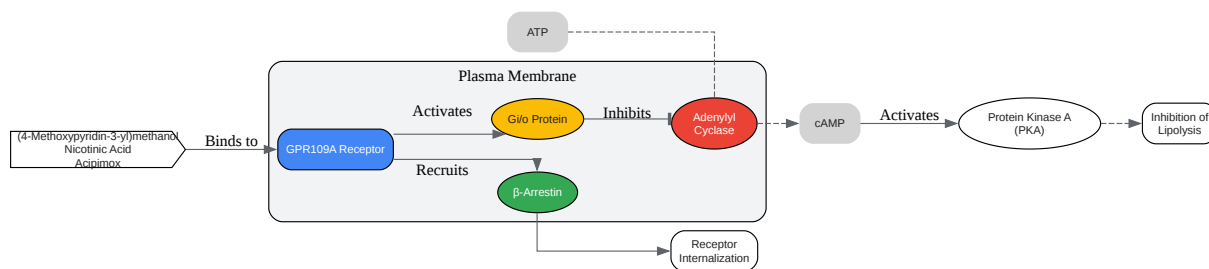 ATP
Plasma Membrane
(4-Methoxypyridin-3-yl)methanol
Nicotinic Acid
Acipimox
Binds to
GPR109A Receptor
Activates
Recruits
Gi/o Protein
β-Arrestin
Inhibits
Adenylyl
Cyclase
cAMP
Activates
Protein Kinase A
(PKA)
Inhibition of
Lipolysis
Receptor
Internalization